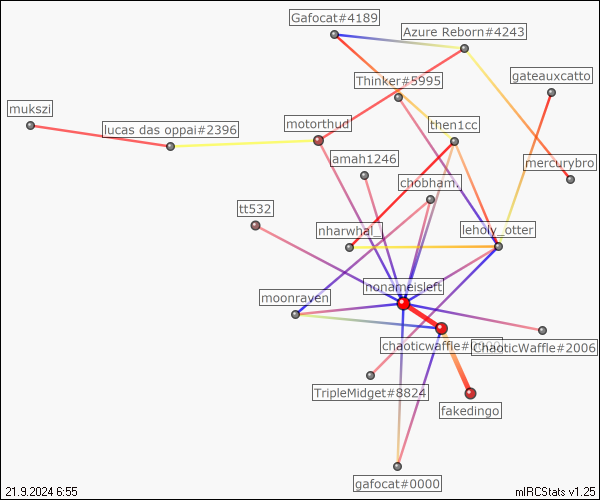 Gafocat#4189
Azure Reborn#4243
Thinker#5995
gateauxcatto
mukszi
lucas das oppai#2396
motorthud
then1cc
amah1246
mercurybro
chobham.
tt532
nharwhal_
leholy_otter
nonameisleft
moonraven
chaoticwaffle#
ChaoticWaffle#2006
TripleMidget#8824
fakedingo
gafocat#0000
21.9.2024 6:55
mIRCStats v1.25